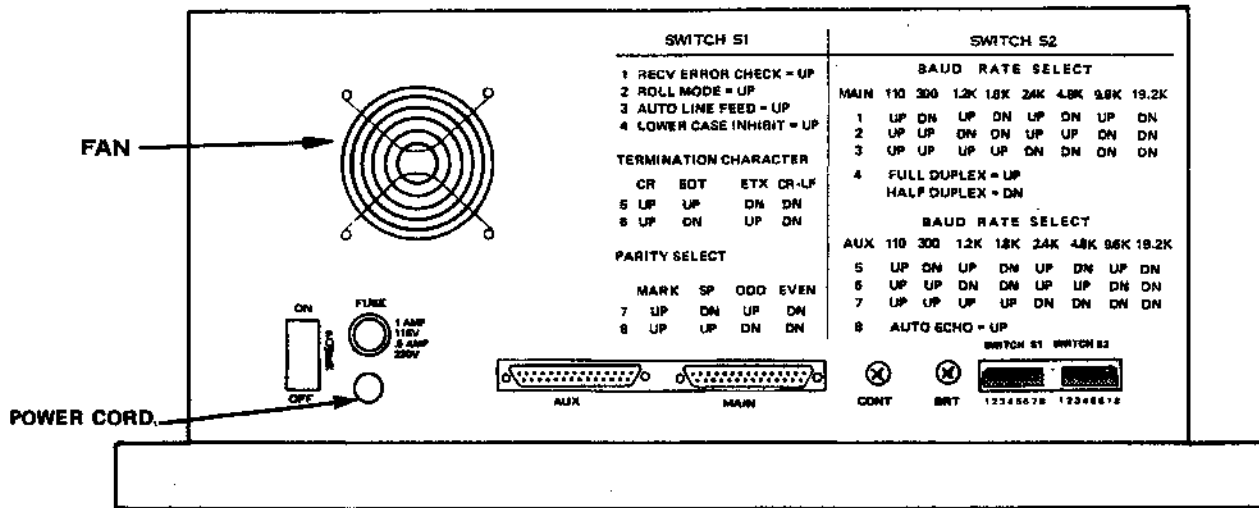 SWITCH S1
1 RECV ERROR CHECK = UP
2 ROLL MODE = UP
3 AUTO LINE FEED = UP
4 LOWER CASE INHIBIT = UP
TERMINATION CHARACTER
CR EOT ETX CR-LF
5 UP UP DN DN
6 UP DN UP DN
PARITY SELECT
MARK SP ODD EVEN
7 UP DN UP DN
8 UP UP DN DN
SWITCH S2
BAUD RATE SELECT
MAIN 110 300 1.2K 1.8K 2.4K 4.8K 9.6K 19.2K
1 UP DN UP DN UP DN UP DN
2 UP UP DN DN UP UP DN DN
3 UP UP UP UP DN DN DN DN
4 FULL DUPLEX = UP
HALF DUPLEX = DN
BAUD RATE SELECT
AUX 110 300 1.2K 1.8K 2.4K 4.8K 9.6K 19.2K
5 UP DN UP DN UP DN UP DN
6 UP UP DN DN UP UP DN DN
7 UP UP UP UP DN DN DN DN
8 AUTO ECHO = UP
FAN
ON
OFF
FUSE
1 AMP
115V
.5 AMP
230V
POWER CORD
AUX
MAIN
CONT
BRT
SWITCH S1 SWITCH S2
12345678 12345678